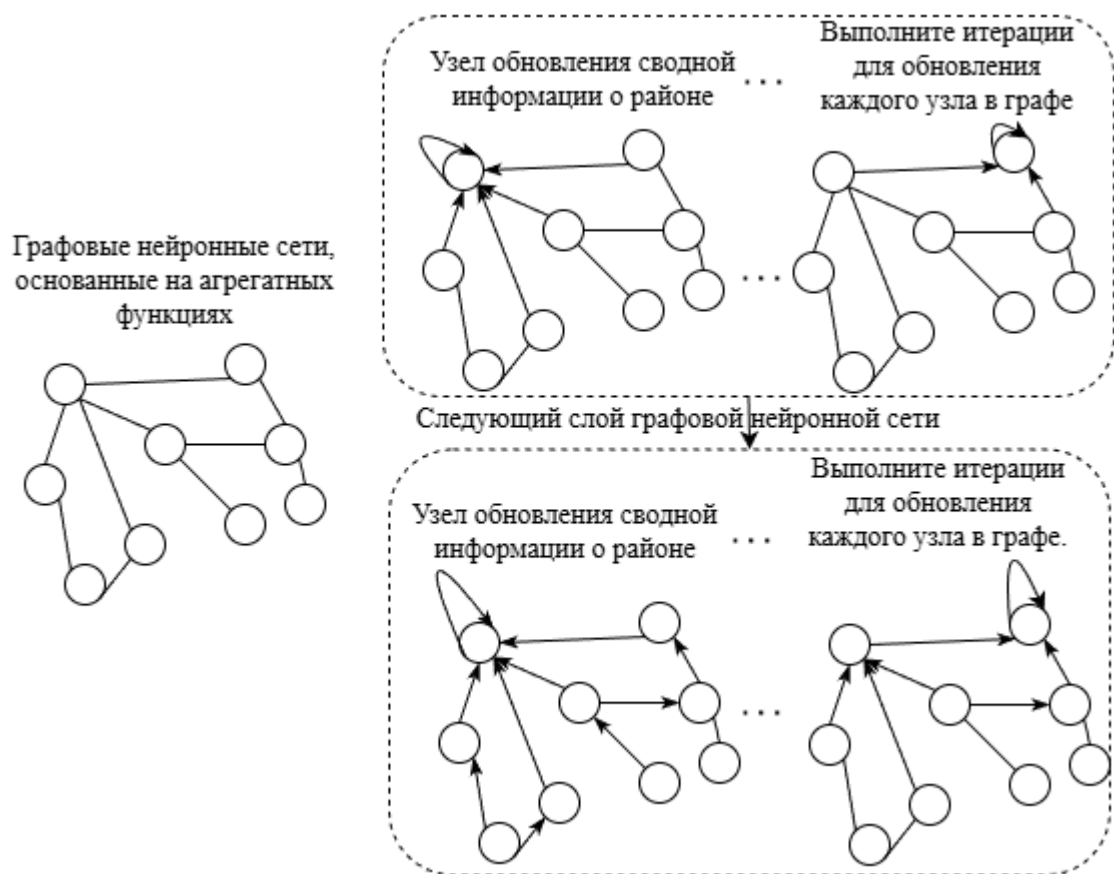 Узел обновления сводной
информации о районе
...
Выполните итерации
для обновления
каждого узла в графе
...
Графовые нейронные сети,
основанные на агрегатных
функциях
Следующий слой графовой нейронной сети
Узел обновления сводной
информации о районе
...
Выполните итерации
для обновления
каждого узла в графе.
...